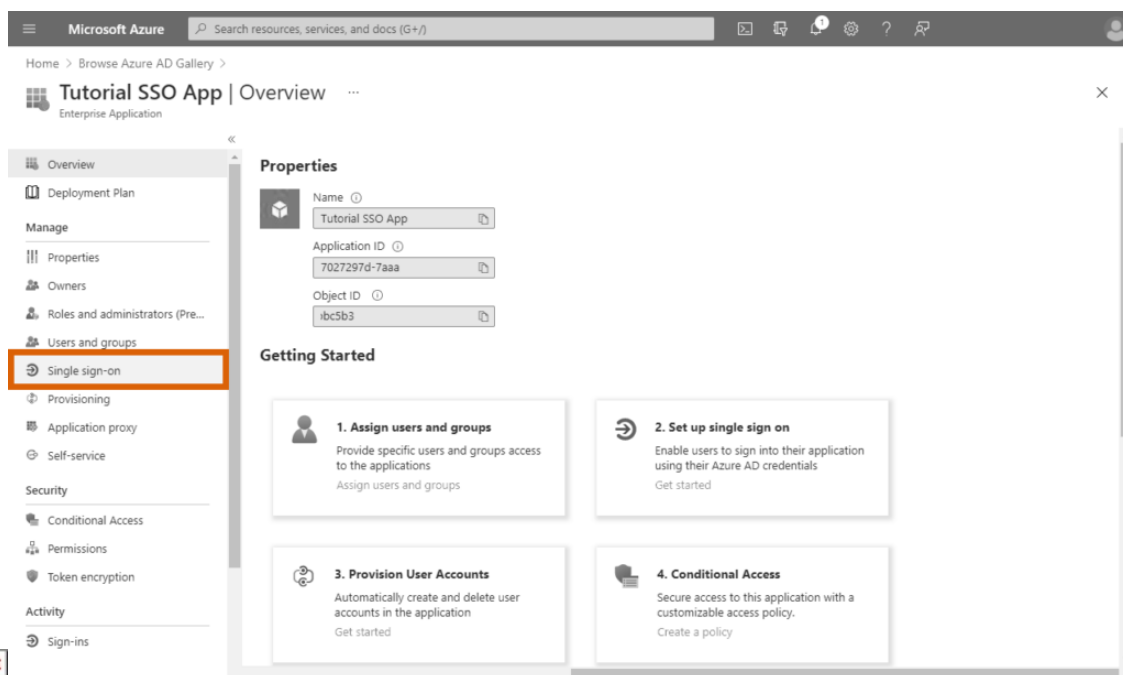 Microsoft Azure
Search resources, services, and docs (G+/)
1
Home > Browse Azure AD Gallery >
Tutorial SSO App | Overview ...
Enterprise Application
«
Overview
Deployment Plan
Manage
Properties
Owners
Roles and administrators (Pre...
Users and groups
Single sign-on
Provisioning
Application proxy
Self-service
Security
Conditional Access
Permissions
Token encryption
Activity
Sign-ins
Properties
Name
Tutorial SSO App
Application ID
7027297d-7aaa
Object ID
bc5b3
Getting Started
1. Assign users and groups
Provide specific users and groups access
to the applications
Assign users and groups
2. Set up single sign on
Enable users to sign into their application
using their Azure AD credentials
Get started
3. Provision User Accounts
Automatically create and delete user
accounts in the application
Get started
4. Conditional Access
Secure access to this application with a
customizable access policy.
Create a policy